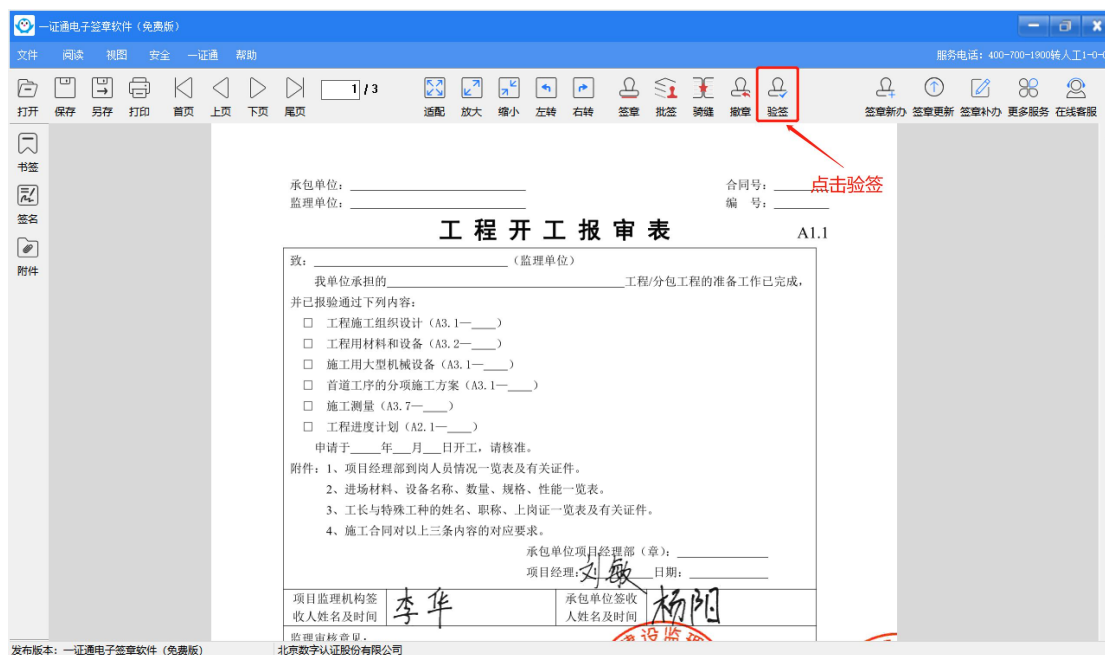 一证通电子签章软件（免费版）
文件 阅读 视图 安全 一证通 帮助 服务电话：400-700-1900转人工1-0-
打开 保存 另存 打印 首页 上页 下页 尾页 1 / 3 适配 放大 缩小 左转 右转 签章 批签 骑缝 撤章 验签 签章新办 签章更新 签章补办 更多服务 在线客服
书签
签名
附件
点击验签
承包单位：
合同号：
监理单位：
编 号：
工程开工报审表 A1.1
致：（监理单位）
我单位承担的 工程/分包工程的准备工作已完成，
并已报验通过下列内容：
□ 工程施工组织设计（A3.1—____）
□ 工程用材料和设备（A3.2—____）
□ 施工用大型机械设备（A3.1—____）
□ 首道工序的分项施工方案（A3.1—____）
□ 施工测量（A3.7—____）
□ 工程进度计划（A2.1—____）
申请于____年__月__日开工，请核准。
附件：1、项目经理部到岗人员情况一览表及有关证件。
2、进场材料、设备名称、数量、规格、性能一览表。
3、工长与特殊工种的姓名、职称、上岗证一览表及有关证件。
4、施工合同对以上三条内容的对应要求。
承包单位项目经理部（章）：
项目经理：刘敏 日期：
项目监理机构签收人姓名及时间 李华 承包单位签收人姓名及时间 杨阳
监理审核意见：
建设监理
发布版本：一证通电子签章软件（免费版） 北京数字认证股份有限公司